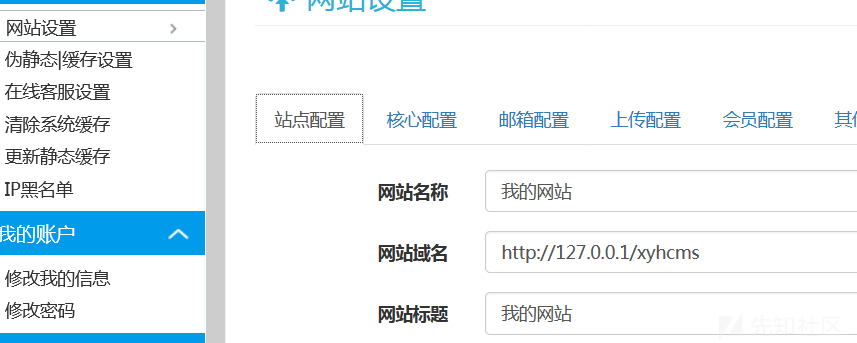 网站设置
伪静态|缓存设置
在线客服设置
清除系统缓存
更新静态缓存
IP黑名单
我的账户
修改我的信息
修改密码
网站设置
站点配置 核心配置 邮箱配置 上传配置 会员配置 其他
网站名称 我的网站
网站域名 http://127.0.0.1/xyhcms
网站标题 我的网站
先知社区